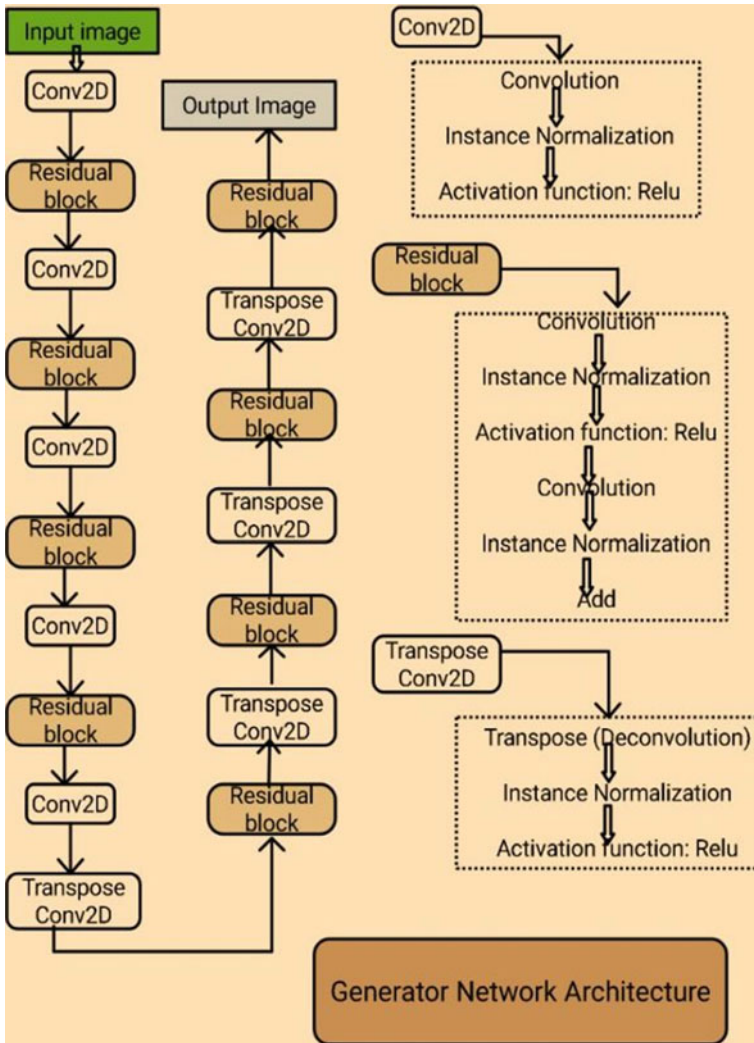 Input image
Conv2D
Residual
block
Conv2D
Residual
block
Conv2D
Residual
block
Conv2D
Residual
block
Conv2D
Transpose
Conv2D
Output Image
Residual
block
Transpose
Conv2D
Residual
block
Transpose
Conv2D
Residual
block
Transpose
Conv2D
Residual
block
Conv2D
Convolution
Instance Normalization
Activation function: Relu
Residual
block
Convolution
Instance Normalization
Activation function: Relu
Convolution
Instance Normalization
Add
Transpose
Conv2D
Transpose (Deconvolution)
Instance Normalization
Activation function: Relu
Generator Network Architecture